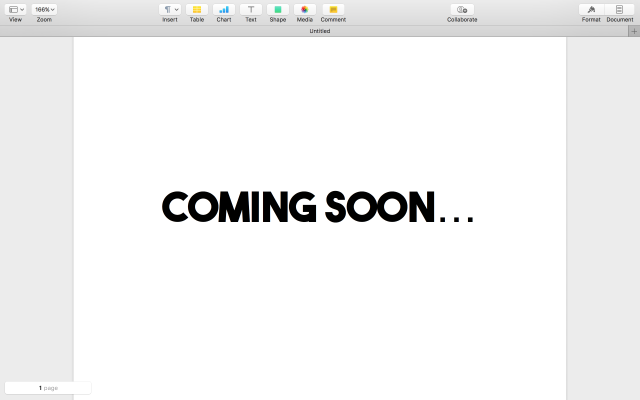 View
166%
Zoom
Insert
Table
Chart
Text
Shape
Media
Comment
Collaborate
Format
Document
Untitled
COMING SOON...
1 page